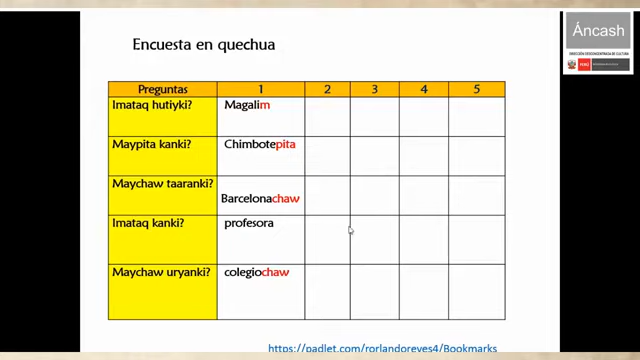 Áncash
DIRECCIÓN DESCONCENTRADA DE CULTURA
PERÚ
Encuesta en quechua
Preguntas 1 2 3 4 5
Imataq hutiyki? Magalim
Maypita kanki? Chimbotepita
Maychaw taaranki? Barcelonachaw
Imataq kanki? profesora
Maychaw uryanki? colegiochaw
https://padlet.com/rorlandoreyes4/Bookmarks